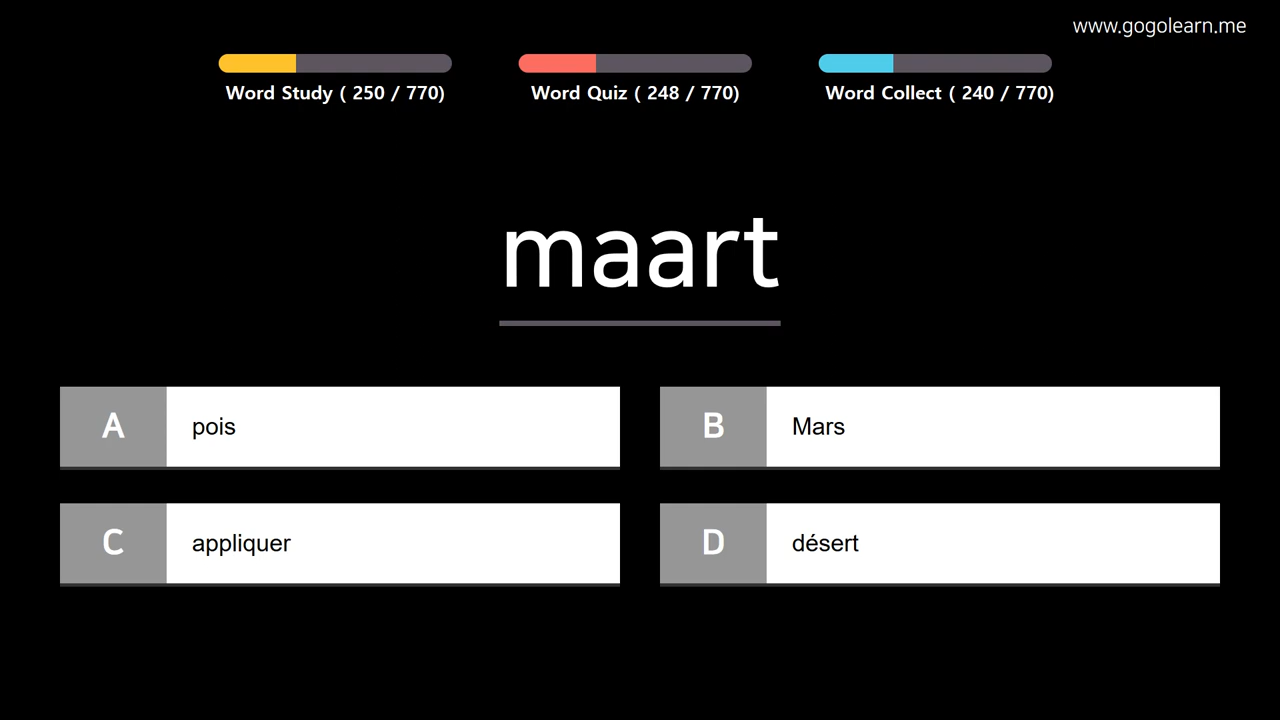 www.gogolearn.me
Word Study ( 250 / 770)
Word Quiz ( 248 / 770)
Word Collect ( 240 / 770)
maart
A pois
B Mars
C appliquer
D désert